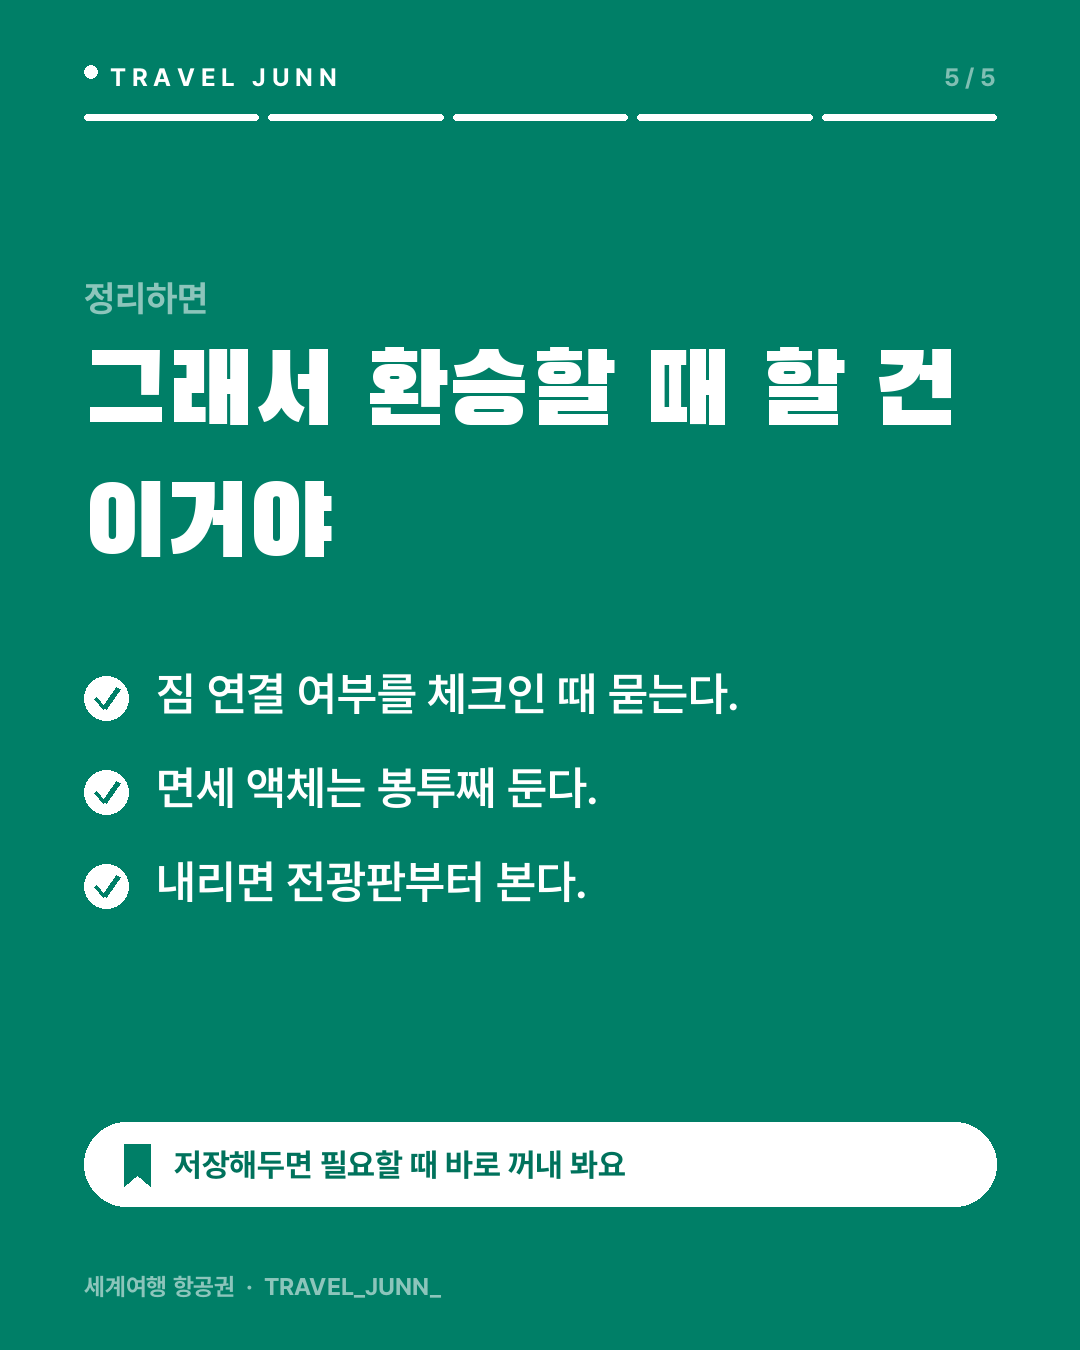 TRAVEL JUNN
5 / 5
정리하면
그래서 환승할 때 할 건
이거야
짐 연결 여부를 체크인 때 묻는다.
면세 액체는 봉투째 둔다.
내리면 전광판부터 본다.
저장해두면 필요할 때 바로 꺼내 봐요
세계여행 항공권 · TRAVEL_JUNN_